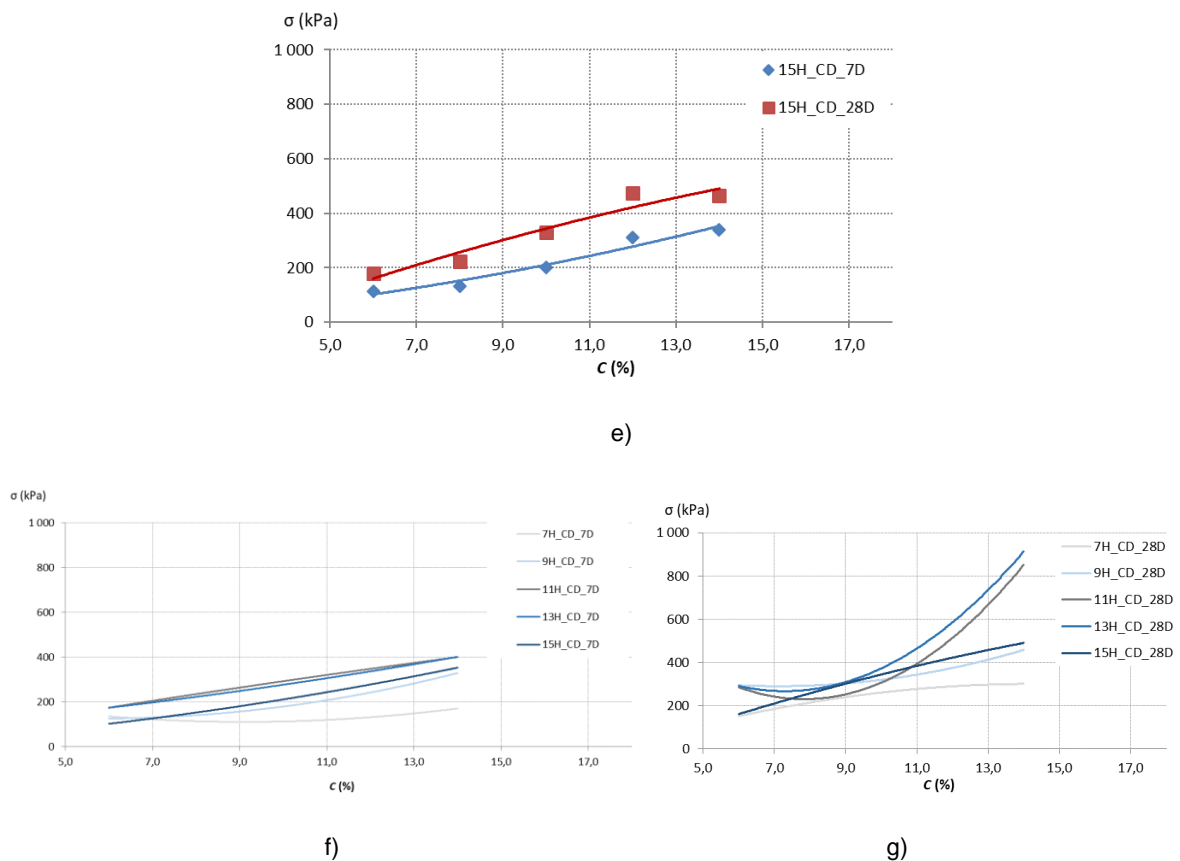 σ (kPa)
1 000
800
600
400
200
0
15H_CD_7D
15H_CD_28D
5,0 7,0 9,0 11,0 13,0 15,0 17,0
C (%)
e)
σ (kPa)
1 000
800
600
400
200
0
7H_CD_7D
9H_CD_7D
11H_CD_7D
13H_CD_7D
15H_CD_7D
5,0 7,0 9,0 11,0 13,0 15,0 17,0
C (%)
f)
σ (kPa)
1 000
800
600
400
200
0
7H_CD_28D
9H_CD_28D
11H_CD_28D
13H_CD_28D
15H_CD_28D
5,0 7,0 9,0 11,0 13,0 15,0 17,0
C (%)
g)